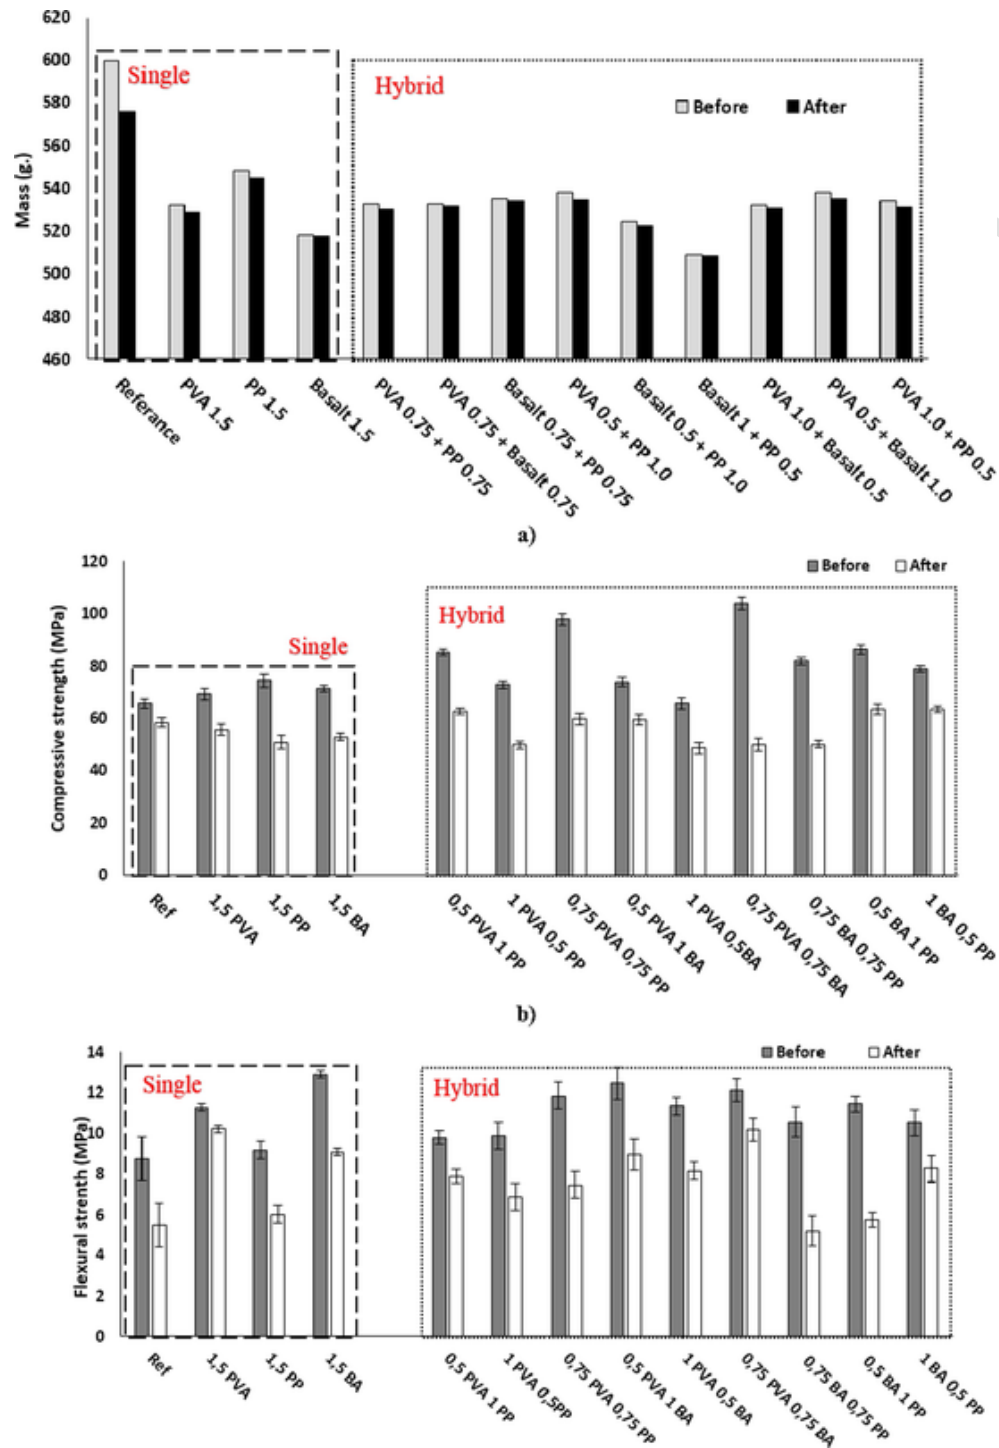 620
600
580
560
540
520
500
480
460
Mass (g.)
Single
Hybrid
Before
After
Referance
PVA 1.5
PP 1.5
Basalt 1.5
PVA 0.75 + PP 0.75
PVA 0.75 + Basalt 0.75
Basalt 0.75 + PP 0.75
PVA 0.5 + PP 1.0
Basalt 0.5 + PP 1.0
Basalt 1 + PP 0.5
PVA 1.0 + Basalt 0.5
PVA 0.5 + Basalt 1.0
PVA 1.0 + PP 0.5
a)
120
100
80
60
40
20
0
Compressive strength (MPa)
Before
After
Single
Hybrid
Ref
1,5 PVA
1,5 PP
1,5 BA
0,5 PVA 1 PP
1 PVA 0,5 PP
0,75 PVA 0,75 PP
0,5 PVA 1 BA
1 PVA 0,5BA
0,75 PVA 0,75 BA
0,75 BA 0,75 PP
0,5 BA 1 PP
1 BA 0,5 PP
b)
14
12
10
8
6
4
2
0
Flexural strenth (MPa)
Before
After
Single
Hybrid
Ref
1,5 PVA
1,5 PP
1,5 BA
0,5 PVA 1 PP
1 PVA 0,5PP
0,75 PVA 0,75 PP
0,5 PVA 1 BA
1 PVA 0,5 BA
0,75 PVA 0,75 BA
0,75 BA 0,75 PP
0,5 BA 1 PP
1 BA 0,5 PP